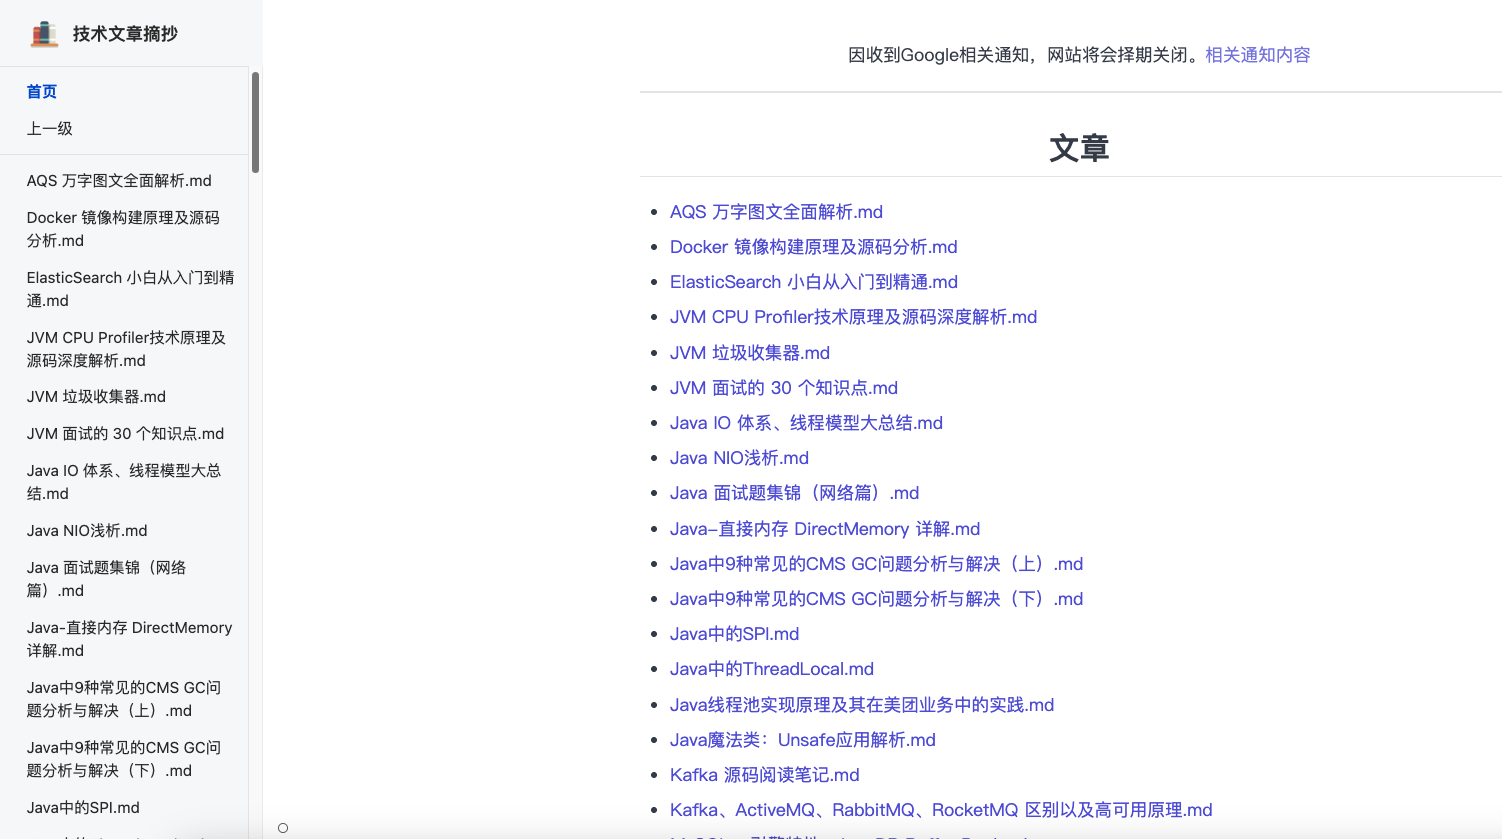 技术文章摘抄
首页
上一级
AQS 万字图文全面解析.md
Docker 镜像构建原理及源码
分析.md
ElasticSearch 小白从入门到精
通.md
JVM CPU Profiler技术原理及
源码深度解析.md
JVM 垃圾收集器.md
JVM 面试的 30 个知识点.md
Java IO 体系、线程模型大总
结.md
Java NIO浅析.md
Java 面试题集锦（网络
篇）.md
Java-直接内存 DirectMemory
详解.md
Java中9种常见的CMS GC问
题分析与解决（上）.md
Java中9种常见的CMS GC问
题分析与解决（下）.md
Java中的SPI.md
因收到Google相关通知，网站将会择期关闭。相关通知内容
文章
AQS 万字图文全面解析.md
Docker 镜像构建原理及源码分析.md
ElasticSearch 小白从入门到精通.md
JVM CPU Profiler技术原理及源码深度解析.md
JVM 垃圾收集器.md
JVM 面试的 30 个知识点.md
Java IO 体系、线程模型大总结.md
Java NIO浅析.md
Java 面试题集锦（网络篇）.md
Java-直接内存 DirectMemory 详解.md
Java中9种常见的CMS GC问题分析与解决（上）.md
Java中9种常见的CMS GC问题分析与解决（下）.md
Java中的SPI.md
Java中的ThreadLocal.md
Java线程池实现原理及其在美团业务中的实践.md
Java魔法类：Unsafe应用解析.md
Kafka 源码阅读笔记.md
Kafka、ActiveMQ、RabbitMQ、RocketMQ 区别以及高可用原理.md